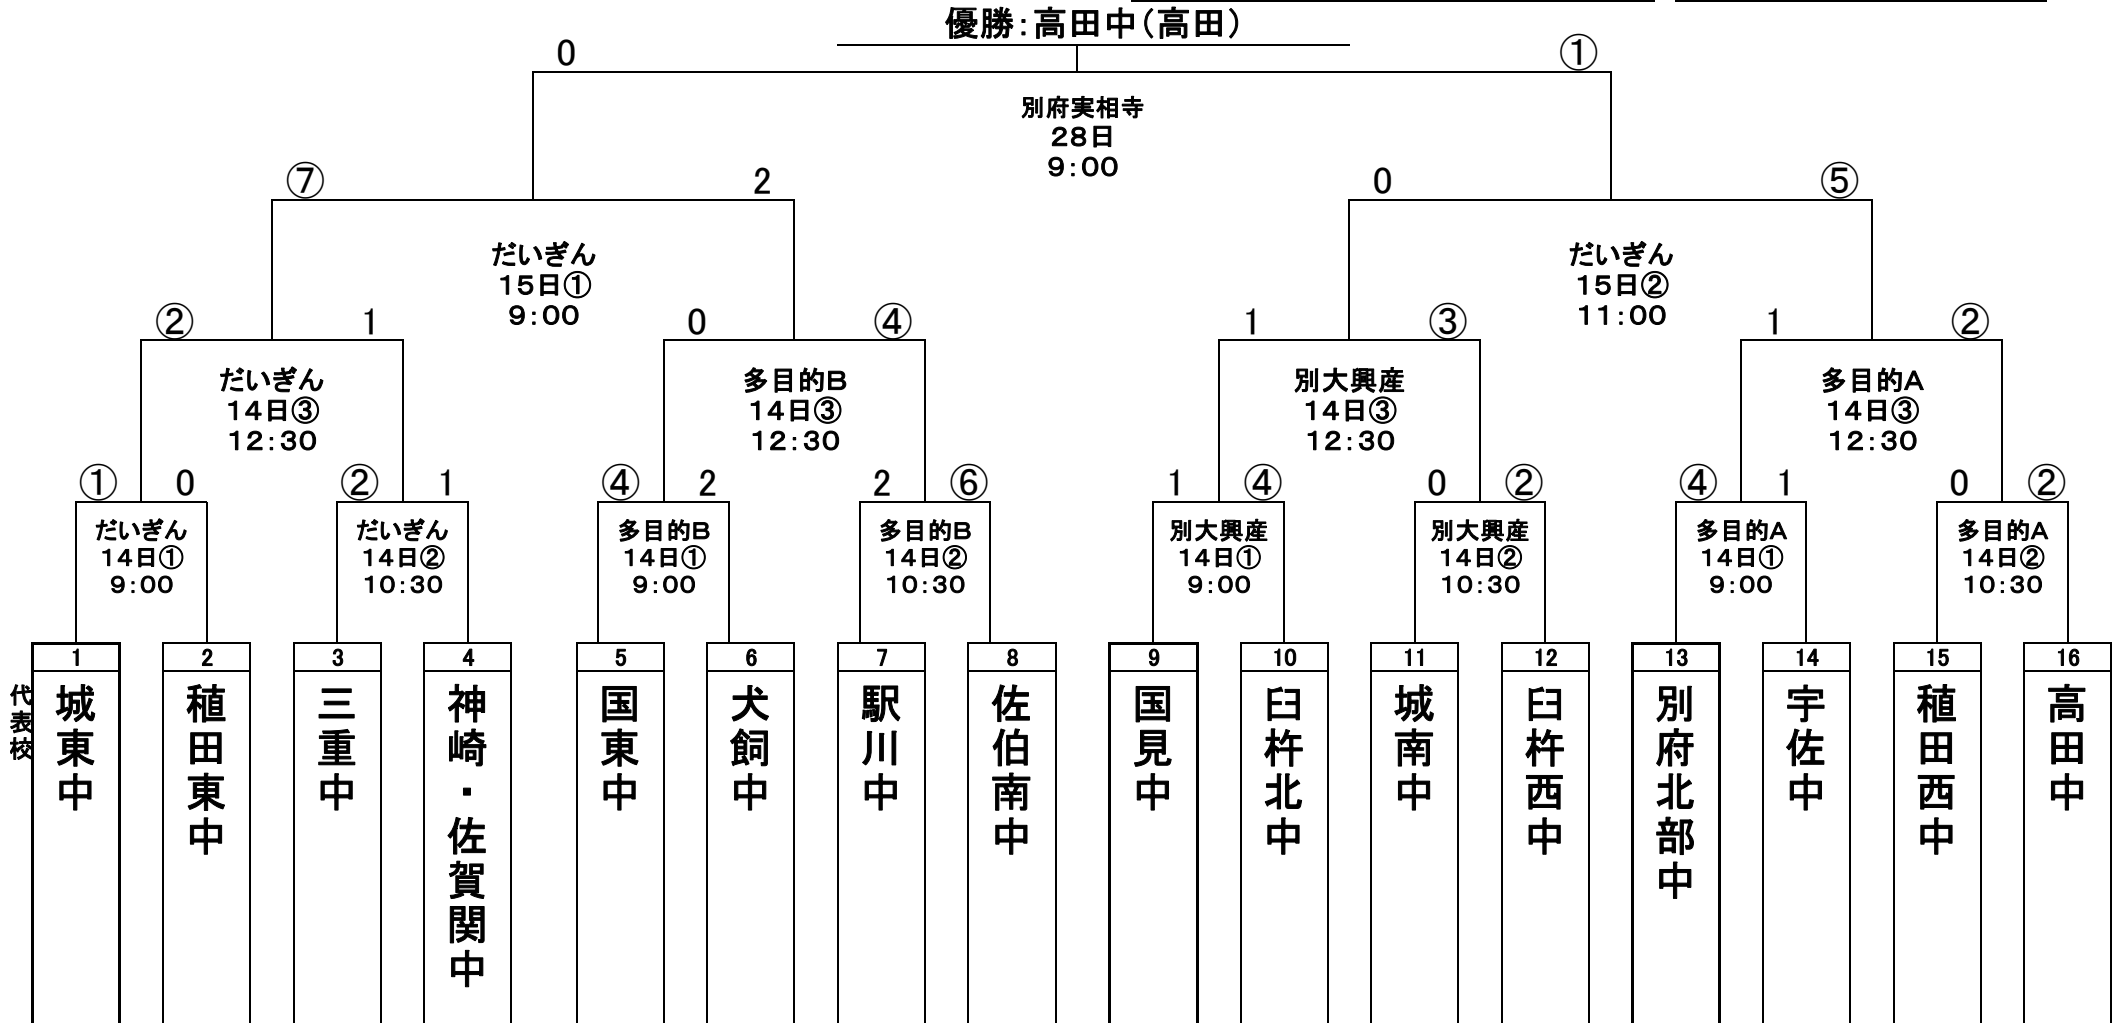 優勝：高田中（高田）
0 ①
別府実相寺
28日
9：00
⑦ 2 0 ⑤
だいぎん だいぎん
15日① 15日②
9：00 11：00
② 1 0 ④ 1 ③ 1 ②
だいぎん 多目的B 別大興産 多目的A
14日③ 14日③ 14日③ 14日③
12：30 12：30 12：30 12：30
① 0 ② 1 ④ 2 2 ⑥ 1 ④ 0 ② ④ 1 0 ②
だいぎん だいぎん 多目的B 多目的B 別大興産 別大興産 多目的A 多目的A
14日① 14日② 14日① 14日② 14日① 14日② 14日① 14日②
9：00 10：30 9：00 10：30 9：00 10：30 9：00 10：30
1 2 3 4 5 6 7 8 9 10 11 12 13 14 15 16
代表校
城東中
稙田東中
三重中
神崎・佐賀関中
国東中
犬飼中
駅川中
佐伯南中
国見中
臼杵北中
城南中
臼杵西中
別府北部中
宇佐中
稙田西中
高田中